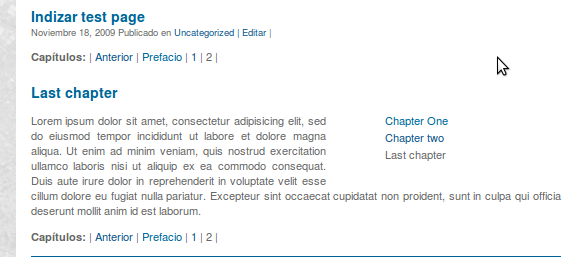 Indizar test page
Noviembre 18, 2009 Publicado en Uncategorized | Editar |
Capítulos: | Anterior | Prefacio | 1 | 2 |
Last chapter
Lorem ipsum dolor sit amet, consectetur adipisicing elit, sed
do eiusmod tempor incididunt ut labore et dolore magna
aliqua. Ut enim ad minim veniam, quis nostrud exercitation
ullamco laboris nisi ut aliquip ex ea commodo consequat.
Duis aute irure dolor in reprehenderit in voluptate velit esse
cillum dolore eu fugiat nulla pariatur. Excepteur sint occaecat cupidatat non proident, sunt in culpa qui officia
deserunt mollit anim id est laborum.
Chapter One
Chapter two
Last chapter
Capítulos: | Anterior | Prefacio | 1 | 2 |